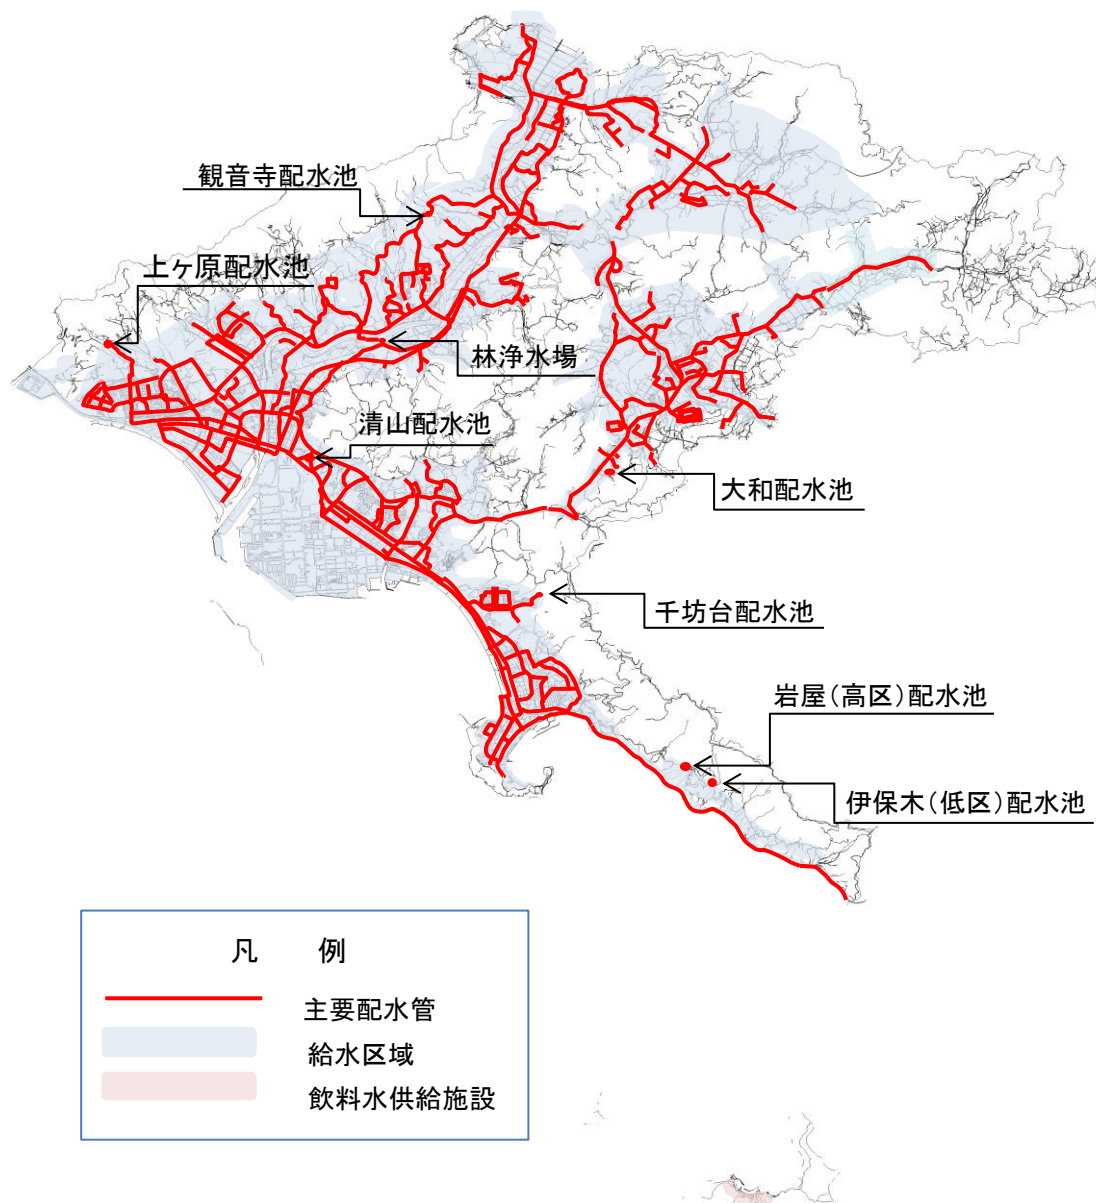 観音寺配水池
上ヶ原配水池
林浄水場
清山配水池
大和配水池
千坊台配水池
岩屋（高区）配水池
伊保木（低区）配水池
凡　例
主要配水管
給水区域
飲料水供給施設